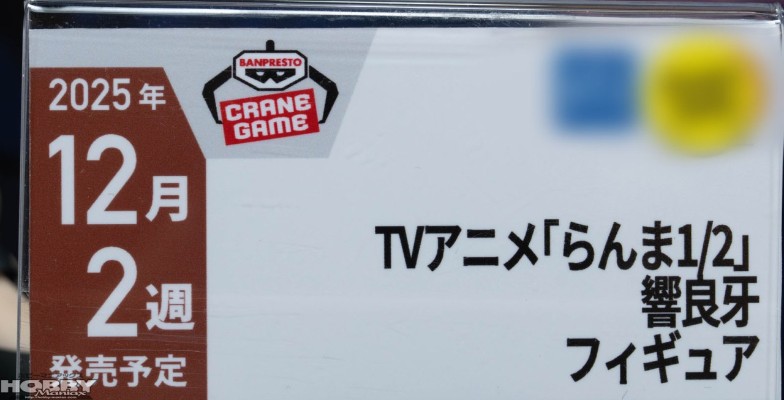 2025年
12月
2週
発売予定
BANPRESTO
CRANE
GAME
TVアニメ「らんま1/2」
響良牙
フィギュア
HOBBY
Maniax